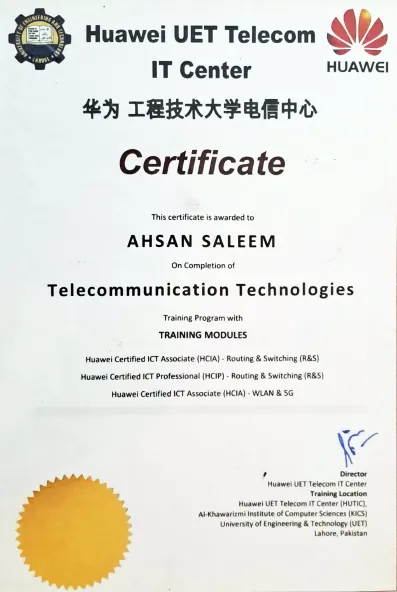 Huawei UET Telecom
IT Center
HUAWEI
华为 工程技术大学电信中心
Certificate
This certificate is awarded to
AHSAN SALEEM
On Completion of
Telecommunication Technologies
Training Program with
TRAINING MODULES
Huawei Certified ICT Associate (HCIA) - Routing & Switching (R&S)
Huawei Certified ICT Professional (HCIP) - Routing & Switching (R&S)
Huawei Certified ICT Associate (HCIA) - WLAN & 5G
Director
Huawei UET Telecom IT Center
Training Location
Huawei UET Telecom IT Center (HUTIC),
Al-Khawarizmi Institute of Computer Sciences (KICS)
University of Engineering & Technology (UET)
Lahore, Pakistan